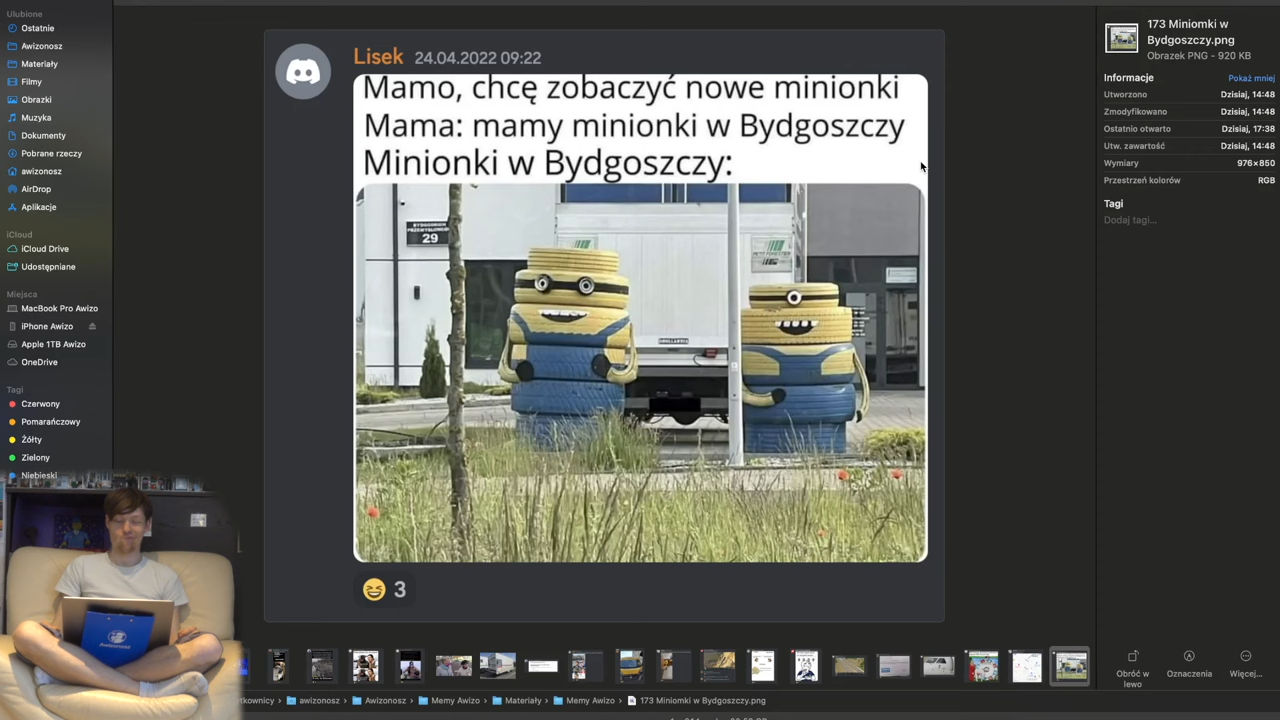 Ulubione
Ostatnie
Awizonosz
Materiały
Filmy
Obrazki
Muzyka
Dokumenty
Pobrane rzeczy
awizonosz
AirDrop
Aplikacje
iCloud
iCloud Drive
Udostępniane
Miejsca
MacBook Pro Awizo
iPhone Awizo
Apple 1TB Awizo
OneDrive
Tagi
Czerwony
Pomarańczowy
Żółty
Zielony
Niebieski
Lisek 24.04.2022 09:22
Mamo, chcę zobaczyć nowe minionki
Mama: mamy minionki w Bydgoszczy
Minionki w Bydgoszczy:
29
PETIT FORESTIER
3
Awizonosz
173 Miniomki w
Bydgoszczy.png
Obrazek PNG - 920 KB
Informacje Pokaż mniej
Utworzono Dzisiaj, 14:48
Zmodyfikowano Dzisiaj, 14:48
Ostatnio otwarto Dzisiaj, 17:38
Utw. zawartość Dzisiaj, 14:48
Wymiary 976×850
Przestrzeń kolorów RGB
Tagi
Dodaj tagi...
Obróć w
lewo
Oznaczenia
Więcej...
awizonosz
Awizonosz
Memy Awizo
Materiały
Memy Awizo
173 Miniomki w Bydgoszczy.png